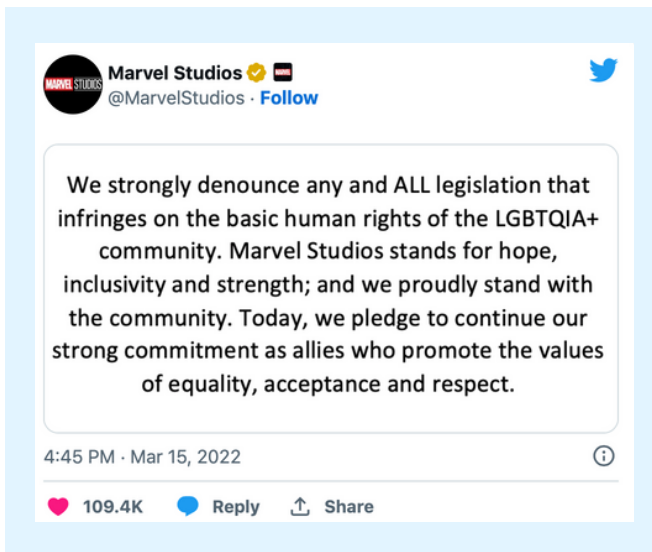 MARVEL STUDIOS
Marvel Studios
MARVEL
@MarvelStudios · Follow
We strongly denounce any and ALL legislation that
infringes on the basic human rights of the LGBTQIA+
community. Marvel Studios stands for hope,
inclusivity and strength; and we proudly stand with
the community. Today, we pledge to continue our
strong commitment as allies who promote the values
of equality, acceptance and respect.
4:45 PM · Mar 15, 2022
109.4K Reply Share